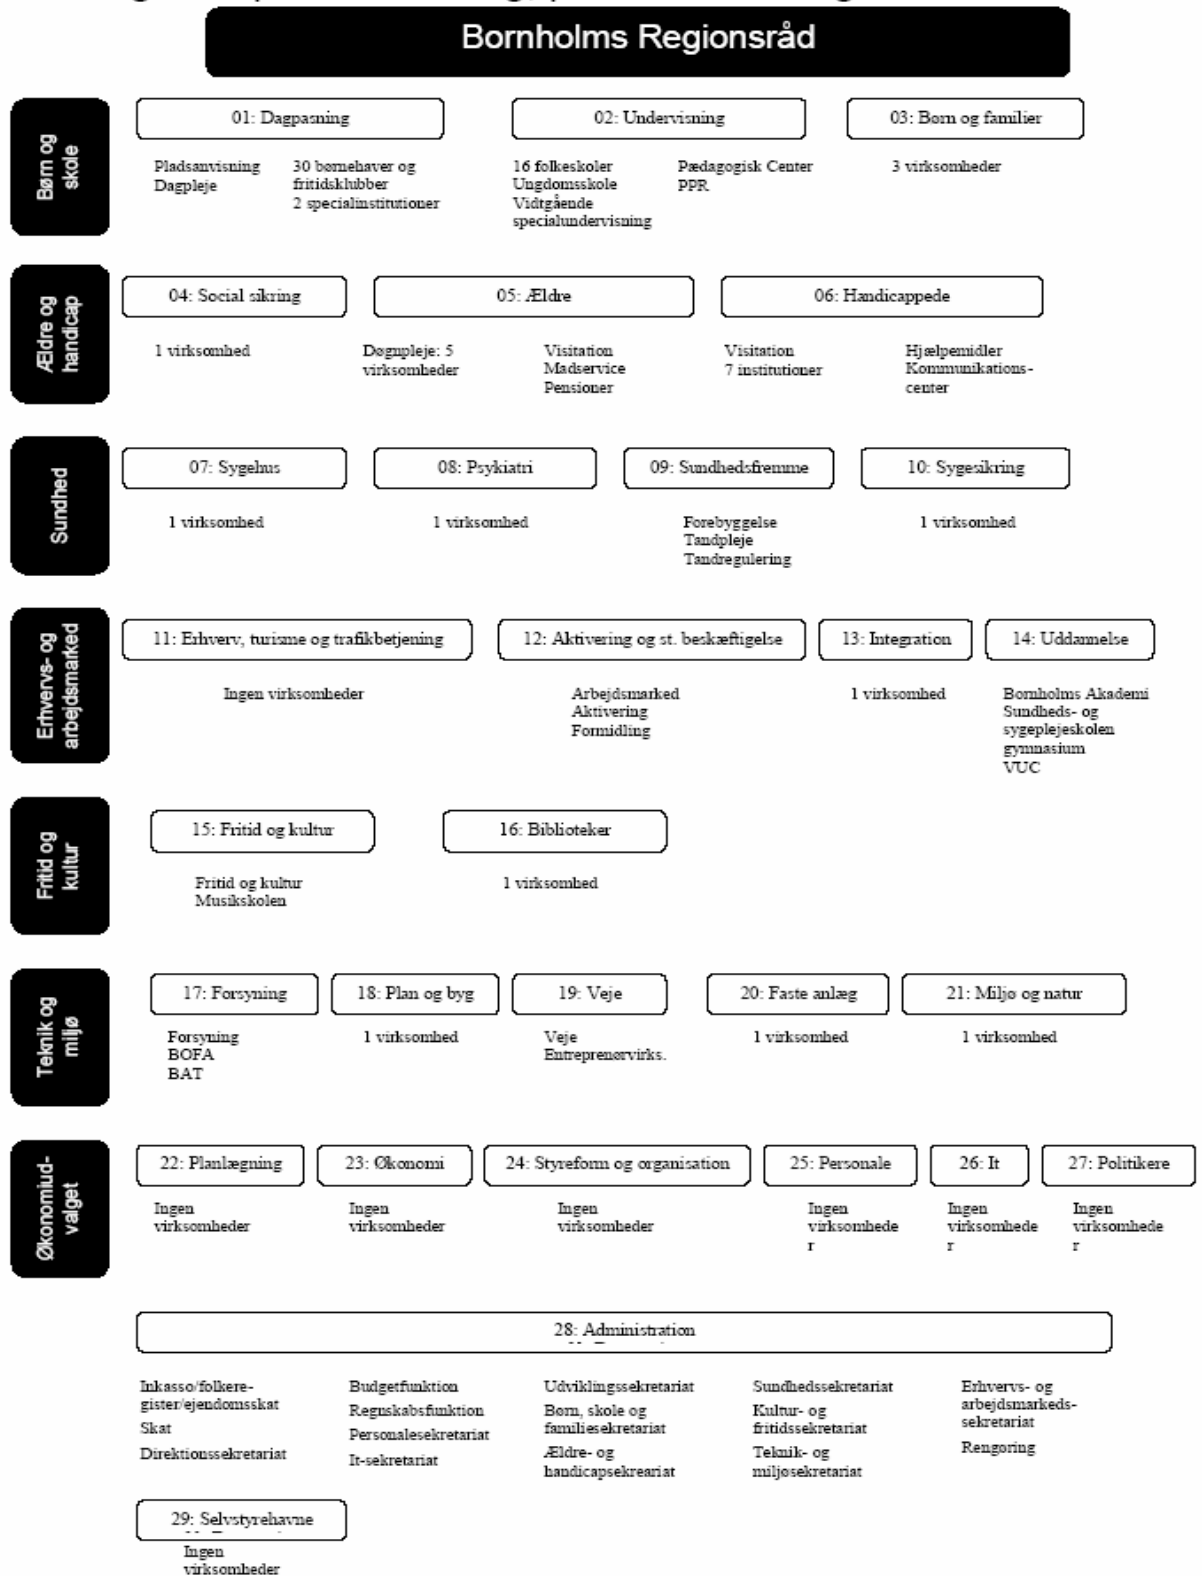 Bornholms Regionsråd
Børn og
skole
01: Dagpasning
02: Undervisning
03: Børn og familier
Pladsanvisning
Dagpleje
30 børnehaver og
fritidsklubber
2 specialinstitutioner
16 folkeskoler
Ungdomsskole
Vidtgående
specialundervisning
Pædagogisk Center
PPR
3 virksomheder
Ældre og
handicap
04: Social sikring
05: Ældre
06: Handicappede
1 virksomhed
Døgnpleje: 5
virksomheder
Visitation
Madservice
Pensioner
Visitation
7 institutioner
Hjælpemidler
Kommunikations-
center
Sundhed
07: Sygehus
08: Psykiatri
09: Sundhedsfremme
10: Sygesikring
1 virksomhed
1 virksomhed
Forebyggelse
Tandpleje
Tandregulering
1 virksomhed
Erhvervs- og
arbejdsmarked
11: Erhverv, turisme og trafikbetjening
12: Aktivering og st. beskæftigelse
13: Integration
14: Uddannelse
Ingen virksomheder
Arbejdsmarked
Aktivering
Formidling
1 virksomhed
Bornholms Akademi
Sundheds- og
sygeplejeskolen
gymnasium
VUC
Fritid og
kultur
15: Fritid og kultur
16: Biblioteker
Fritid og kultur
Musikskolen
1 virksomhed
Teknik og
miljø
17: Forsyning
18: Plan og byg
19: Veje
20: Faste anlæg
21: Miljø og natur
Forsyning
BOFA
BAT
1 virksomhed
Veje
Entreprenørvirks.
1 virksomhed
1 virksomhed
Økonomiud-
valget
22: Planlægning
23: Økonomi
24: Styreform og organisation
25: Personale
26: It
27: Politikere
Ingen
virksomheder
Ingen
virksomheder
Ingen
virksomheder
Ingen
virksomhede
r
Ingen
virksomhede
r
Ingen
virksomhede
r
28: Administration
Inkasso/folkere-
gister/ejendomsskat
Skat
Direktionssekretariat
Budgetfunktion
Regnskabsfunktion
Personalesekretariat
It-sekretariat
Udviklingssekretariat
Børn, skole og
familiesekretariat
Ældre- og
handicapsekreariat
Sundhedssekretariat
Kultur- og
fritidssekretariat
Teknik- og
miljøsekretariat
Erhvervs- og
arbejdsmarkeds-
sekretariat
Rengøring
29: Selvstyrehavne
Ingen
virksomheder